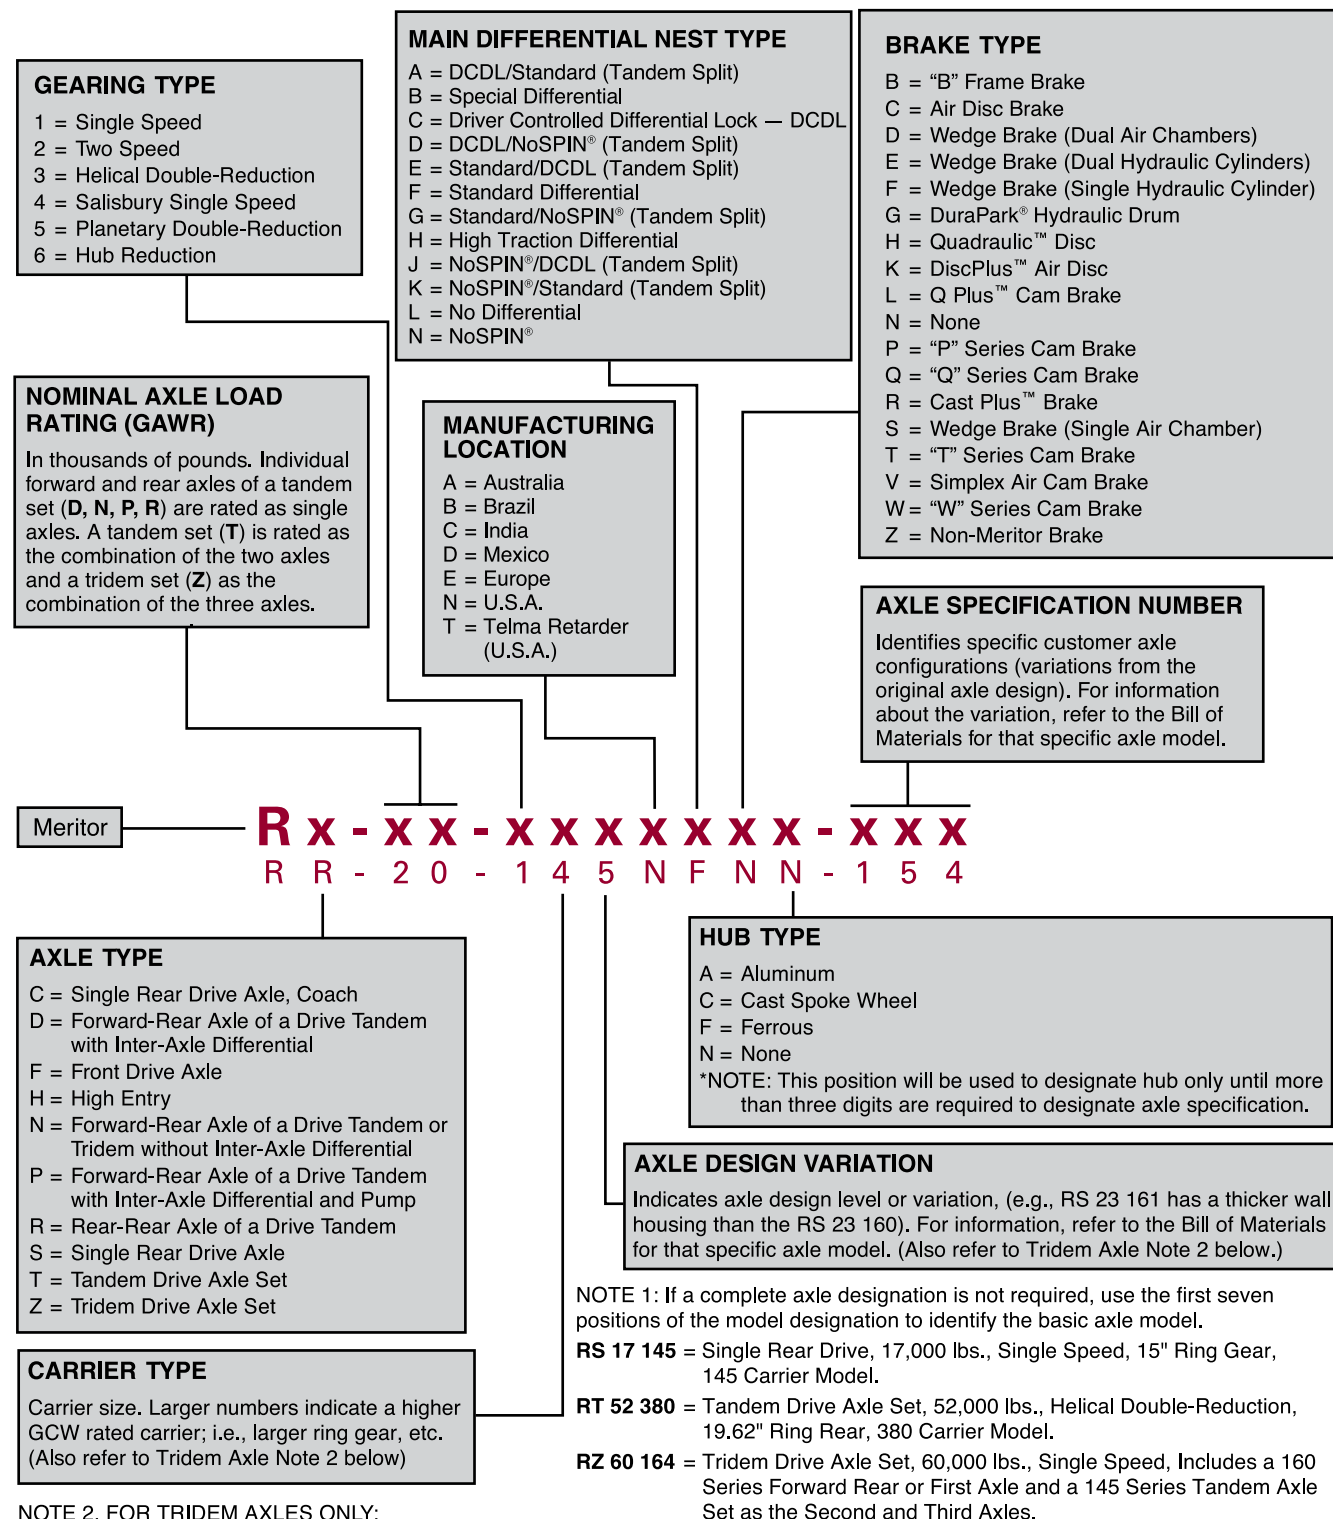 GEARING TYPE
1 = Single Speed
2 = Two Speed
3 = Helical Double-Reduction
4 = Salisbury Single Speed
5 = Planetary Double-Reduction
6 = Hub Reduction
MAIN DIFFERENTIAL NEST TYPE
A = DCDL/Standard (Tandem Split)
B = Special Differential
C = Driver Controlled Differential Lock — DCDL
D = DCDL/NoSPIN® (Tandem Split)
E = Standard/DCDL (Tandem Split)
F = Standard Differential
G = Standard/NoSPIN® (Tandem Split)
H = High Traction Differential
J = NoSPIN®/DCDL (Tandem Split)
K = NoSPIN®/Standard (Tandem Split)
L = No Differential
N = NoSPIN®
BRAKE TYPE
B = “B” Frame Brake
C = Air Disc Brake
D = Wedge Brake (Dual Air Chambers)
E = Wedge Brake (Dual Hydraulic Cylinders)
F = Wedge Brake (Single Hydraulic Cylinder)
G = DuraPark® Hydraulic Drum
H = Quadraulic™ Disc
K = DiscPlus™ Air Disc
L = Q Plus™ Cam Brake
N = None
P = “P” Series Cam Brake
Q = “Q” Series Cam Brake
R = Cast Plus™ Brake
S = Wedge Brake (Single Air Chamber)
T = “T” Series Cam Brake
V = Simplex Air Cam Brake
W = “W” Series Cam Brake
Z = Non-Meritor Brake
NOMINAL AXLE LOAD
RATING (GAWR)
In thousands of pounds. Individual
forward and rear axles of a tandem
set (D, N, P, R) are rated as single
axles. A tandem set (T) is rated as
the combination of the two axles
and a tridem set (Z) as the
combination of the three axles.
MANUFACTURING
LOCATION
A = Australia
B = Brazil
C = India
D = Mexico
E = Europe
N = U.S.A.
T = Telma Retarder
(U.S.A.)
AXLE SPECIFICATION NUMBER
Identifies specific customer axle
configurations (variations from the
original axle design). For information
about the variation, refer to the Bill of
Materials for that specific axle model.
Meritor
R x - x x - x x x x x x x - x x x
R R - 2 0 - 1 4 5 N F N N - 1 5 4
AXLE TYPE
C = Single Rear Drive Axle, Coach
D = Forward-Rear Axle of a Drive Tandem
with Inter-Axle Differential
F = Front Drive Axle
H = High Entry
N = Forward-Rear Axle of a Drive Tandem or
Tridem without Inter-Axle Differential
P = Forward-Rear Axle of a Drive Tandem
with Inter-Axle Differential and Pump
R = Rear-Rear Axle of a Drive Tandem
S = Single Rear Drive Axle
T = Tandem Drive Axle Set
Z = Tridem Drive Axle Set
HUB TYPE
A = Aluminum
C = Cast Spoke Wheel
F = Ferrous
N = None
*NOTE: This position will be used to designate hub only until more
than three digits are required to designate axle specification.
AXLE DESIGN VARIATION
Indicates axle design level or variation, (e.g., RS 23 161 has a thicker wall
housing than the RS 23 160). For information, refer to the Bill of Materials
for that specific axle model. (Also refer to Tridem Axle Note 2 below.)
CARRIER TYPE
Carrier size. Larger numbers indicate a higher
GCW rated carrier; i.e., larger ring gear, etc.
(Also refer to Tridem Axle Note 2 below)
NOTE 1: If a complete axle designation is not required, use the first seven
positions of the model designation to identify the basic axle model.
RS 17 145 = Single Rear Drive, 17,000 lbs., Single Speed, 15" Ring Gear,
145 Carrier Model.
RT 52 380 = Tandem Drive Axle Set, 52,000 lbs., Helical Double-Reduction,
19.62" Ring Rear, 380 Carrier Model.
RZ 60 164 = Tridem Drive Axle Set, 60,000 lbs., Single Speed, Includes a 160
Series Forward Rear or First Axle and a 145 Series Tandem Axle
Set as the Second and Third Axles.
NOTE 2. FOR TRIDEM AXLES ONLY: